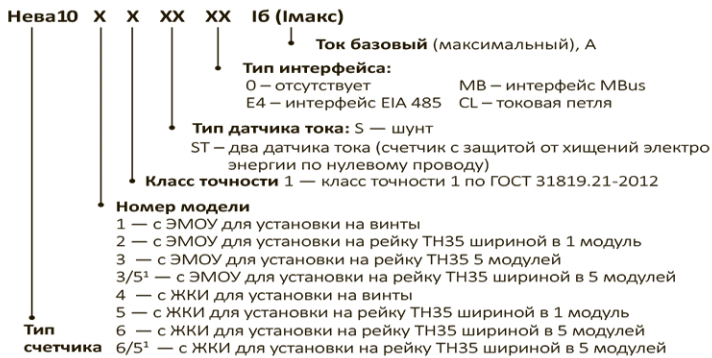 Нева10 X X XX XX Iб (Iмакс)
Ток базовый (максимальный), А
Тип интерфейса:
0 – отсутствует MB – интерфейс MBus
E4 – интерфейс EIA 485 CL – токовая петля
Тип датчика тока: S — шунт
ST – два датчика тока (счетчик с защитой от хищений электро
энергии по нулевому проводу)
Класс точности 1 — класс точности 1 по ГОСТ 31819.21-2012
Номер модели
1 — с ЭМОУ для установки на винты
2 — с ЭМОУ для установки на рейку ТН35 шириной в 1 модуль
3 — с ЭМОУ для установки на рейку ТН35 5 модулей
3/5¹ — с ЭМОУ для установки на рейку ТН35 шириной в 5 модулей
4 — с ЖКИ для установки на винты
5 — с ЖКИ для установки на рейку ТН35 шириной в 1 модуль
6 — с ЖКИ для установки на рейку ТН35 шириной в 5 модулей
6/5¹ — с ЖКИ для установки на рейку ТН35 шириной в 5 модулей
Тип
счетчика